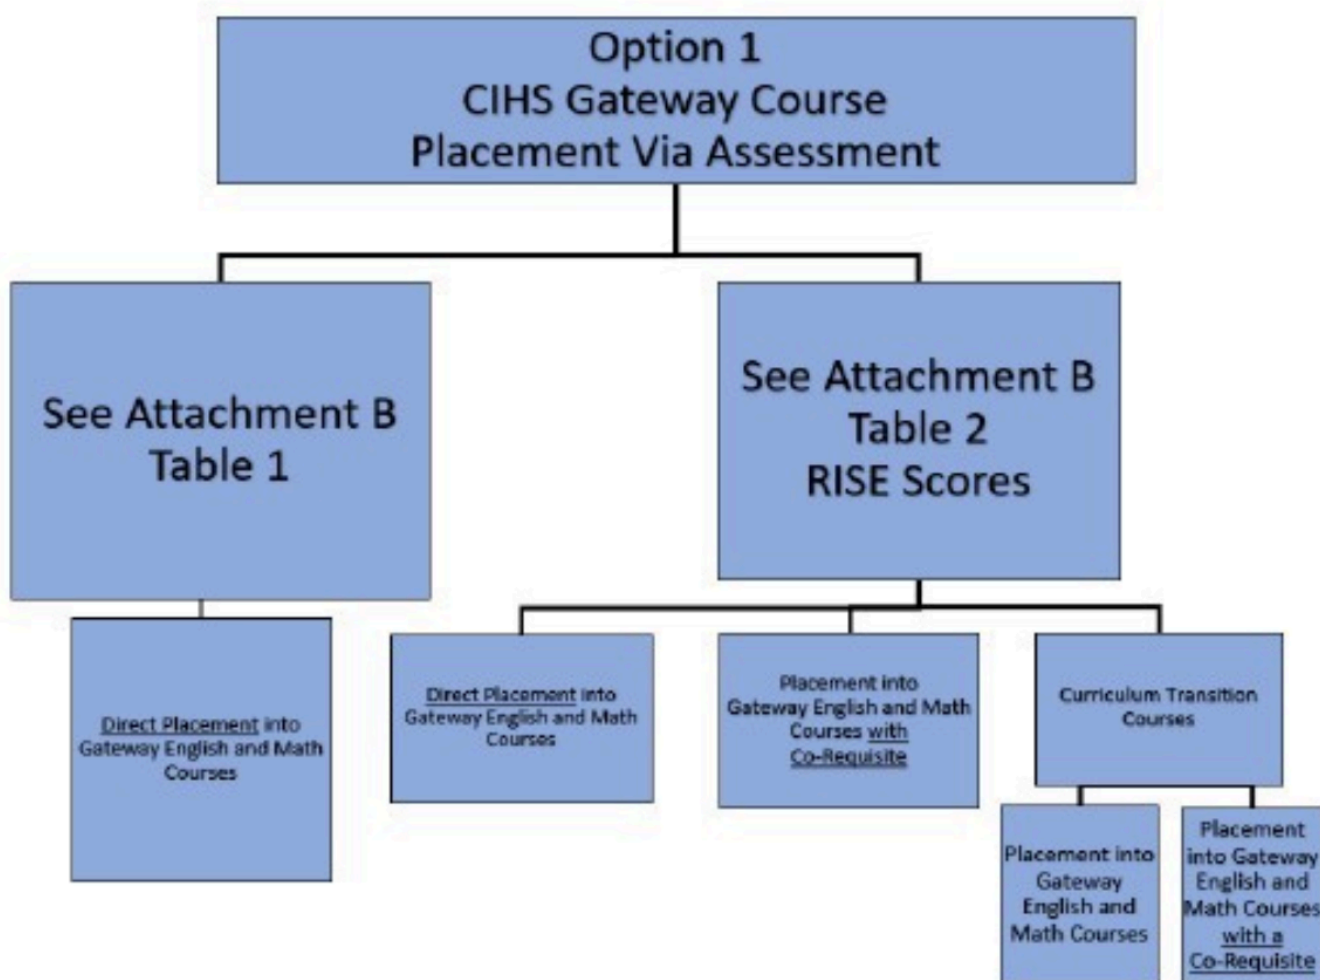 Option 1
CIHS Gateway Course
Placement Via Assessment
See Attachment B
Table 1
See Attachment B
Table 2
RISE Scores
Direct Placement into
Gateway English and Math
Courses
Direct Placement into
Gateway English and Math
Courses
Placement into
Gateway English and Math
Courses with
Co-Requisite
Curriculum Transition
Courses
Placement into
Gateway
English and
Math Courses
Placement
into Gateway
English and
Math Courses
with a
Co-Requisite